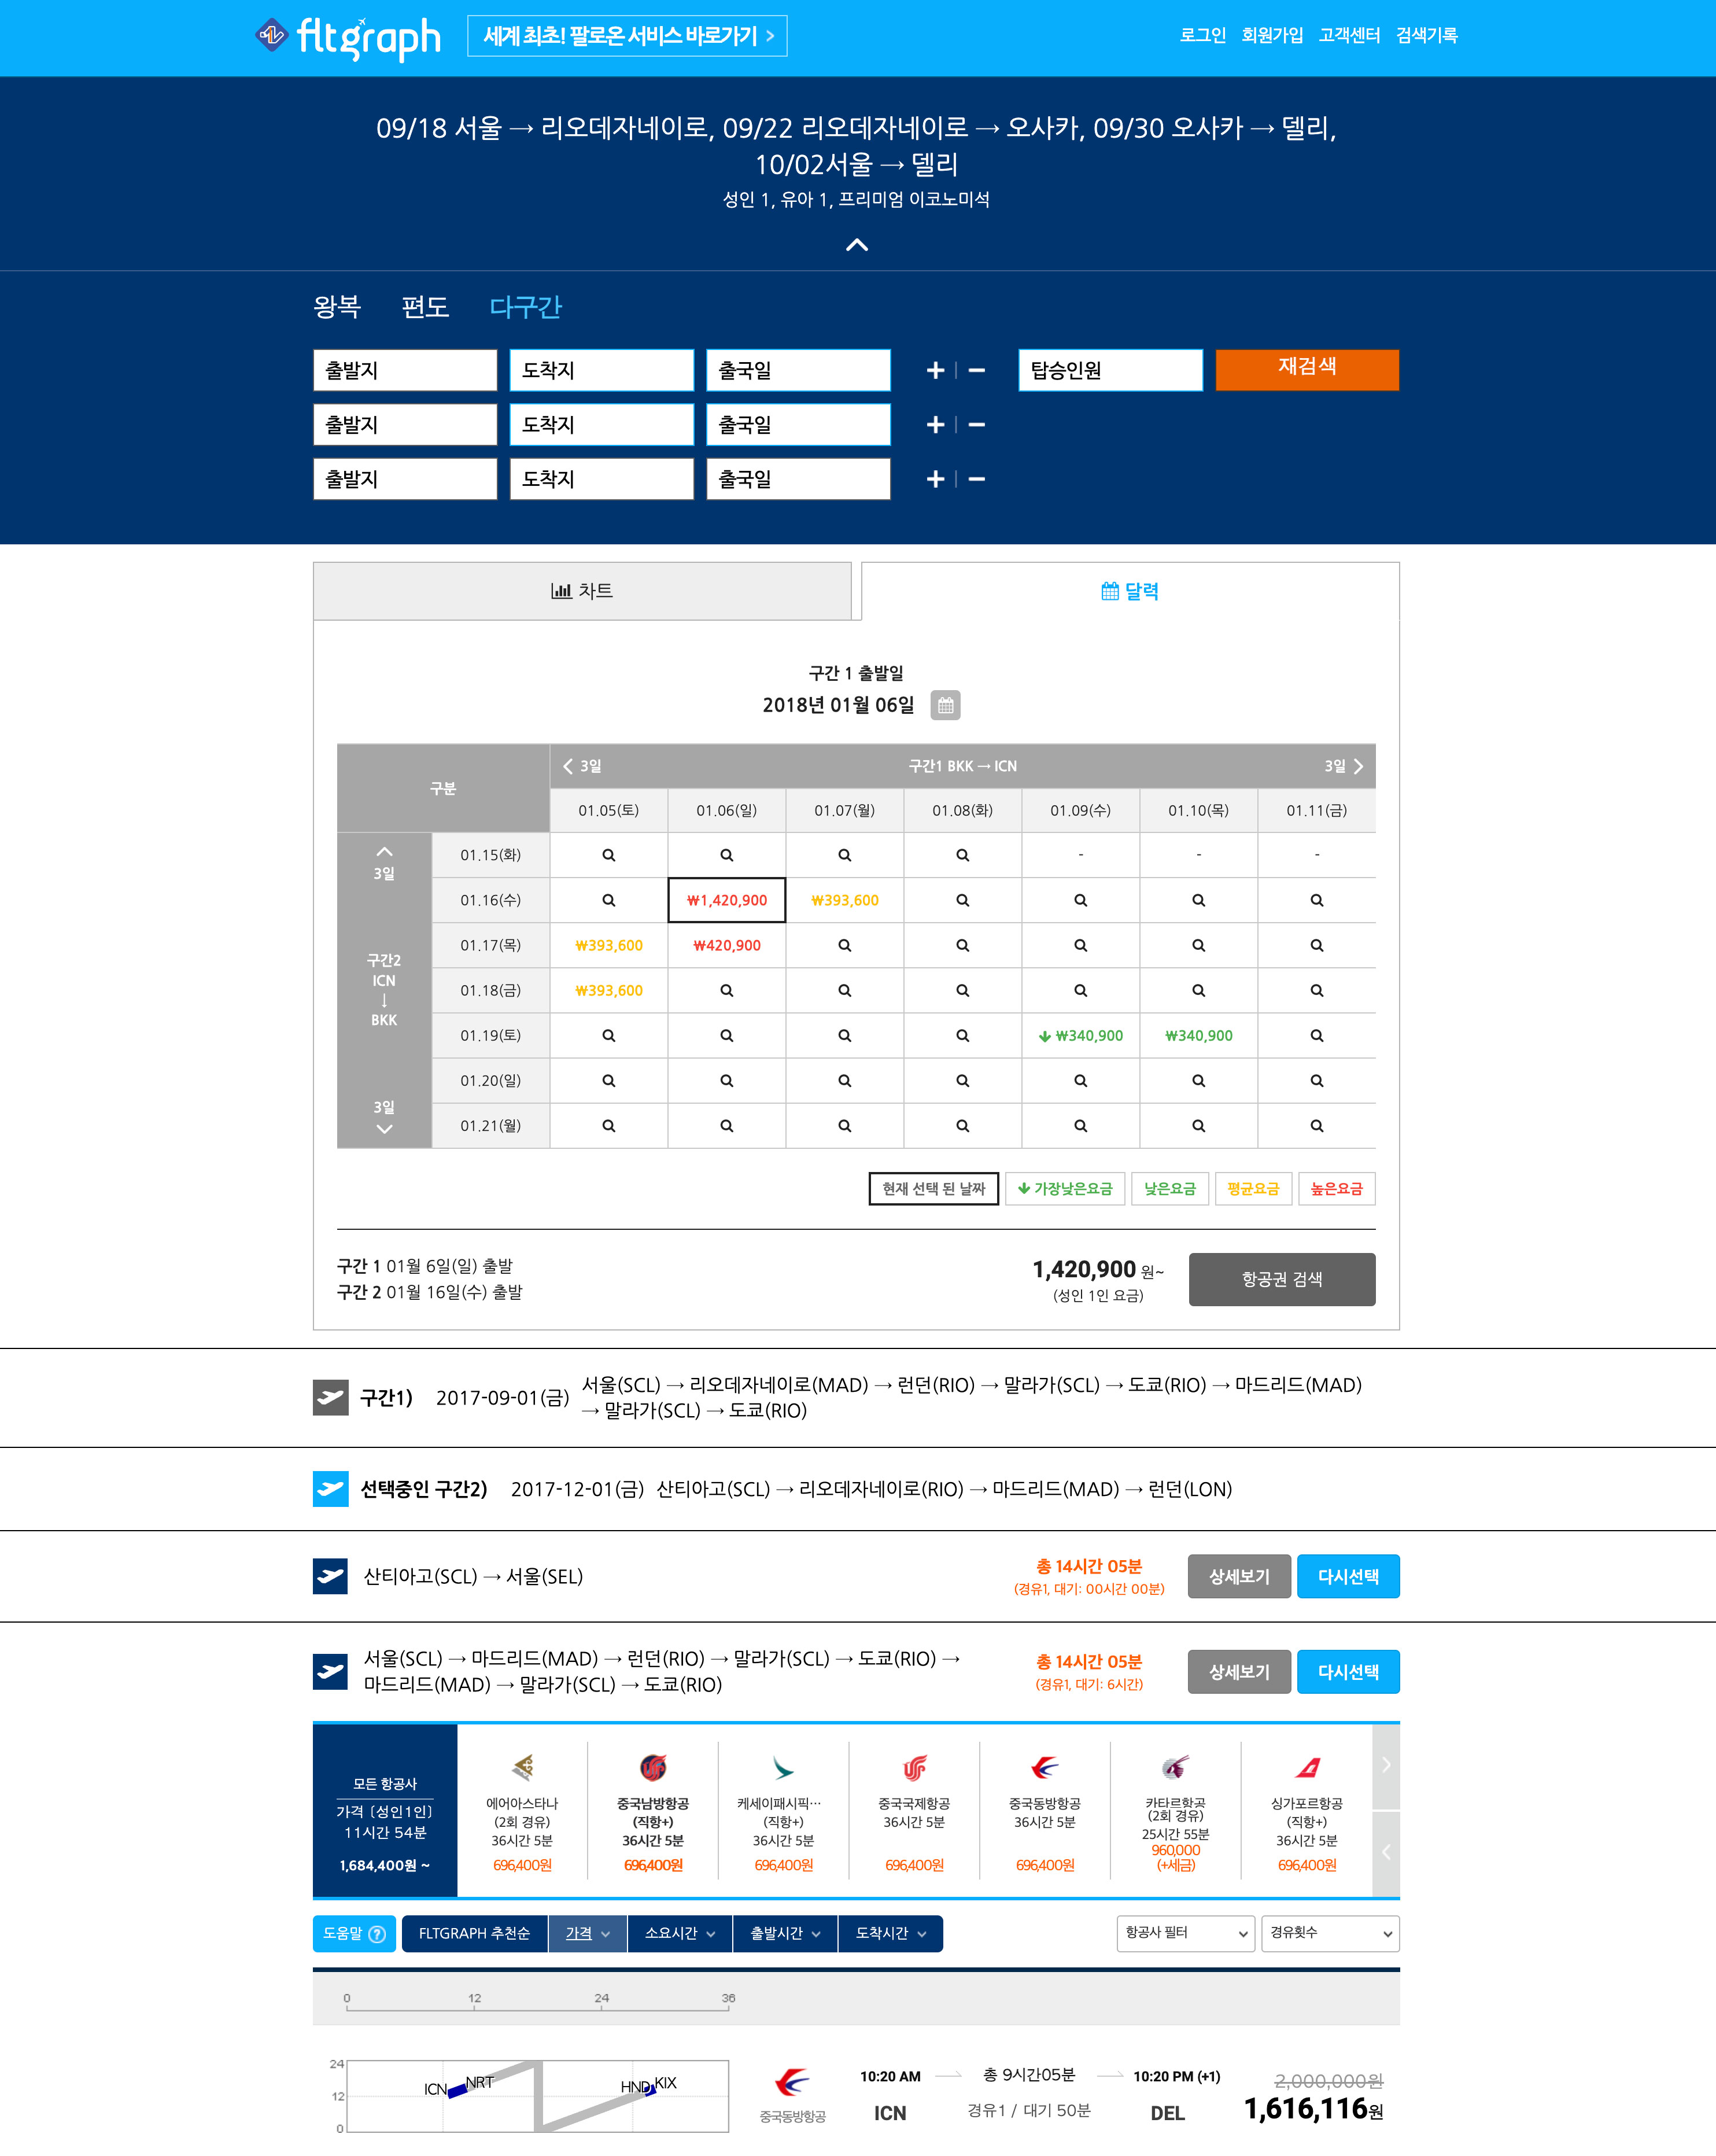 fltgraph 세계 최초! 팔로온 서비스 바로가기 > 로그인 회원가입 고객센터 검색기록
09/18 서울 → 리오데자네이로, 09/22 리오데자네이로 → 오사카, 09/30 오사카 → 델리,
10/02서울 → 델리
성인 1, 유아 1, 프리미엄 이코노미석
왕복 편도 다구간
출발지 도착지 출국일 + | − 탑승인원 재검색
출발지 도착지 출국일 + | −
출발지 도착지 출국일 + | −
차트 달력
구간 1 출발일
2018년 01월 06일
구분 3일 구간1 BKK → ICN 3일
01.05(토) 01.06(일) 01.07(월) 01.08(화) 01.09(수) 01.10(목) 01.11(금)
3일 01.15(화) - - -
01.16(수) ₩1,420,900 ₩393,600
구간2 ICN ↓ BKK
01.17(목) ₩393,600 ₩420,900
01.18(금) ₩393,600
01.19(토) ↓ ₩340,900 ₩340,900
01.20(일)
3일 01.21(월)
현재 선택 된 날짜 ↓ 가장낮은요금 낮은요금 평균요금 높은요금
구간 1 01월 6일(일) 출발
구간 2 01월 16일(수) 출발
1,420,900 원~
(성인 1인 요금)
항공권 검색
구간1) 2017-09-01(금) 서울(SCL) → 리오데자네이로(MAD) → 런던(RIO) → 말라가(SCL) → 도쿄(RIO) → 마드리드(MAD)
→ 말라가(SCL) → 도쿄(RIO)
선택중인 구간2) 2017-12-01(금) 산티아고(SCL) → 리오데자네이로(RIO) → 마드리드(MAD) → 런던(LON)
산티아고(SCL) → 서울(SEL) 총 14시간 05분
(경유1, 대기: 00시간 00분)
상세보기 다시선택
서울(SCL) → 마드리드(MAD) → 런던(RIO) → 말라가(SCL) → 도쿄(RIO) →
마드리드(MAD) → 말라가(SCL) → 도쿄(RIO)
총 14시간 05분
(경유1, 대기: 6시간)
상세보기 다시선택
모든 항공사
가격 (성인1인)
11시간 54분
1,684,400원 ~
에어아스타나
(2회 경유)
36시간 5분
696,400원
중국남방항공
(직항+)
36시간 5분
696,400원
케세이패시픽…
(직항+)
36시간 5분
696,400원
중국국제항공
36시간 5분
696,400원
중국동방항공
36시간 5분
696,400원
카타르항공
(2회 경유)
25시간 55분
960,000
(+세금)
싱가포르항공
(직항+)
36시간 5분
696,400원
도움말 ? FLTGRAPH 추천순 가격 소요시간 출발시간 도착시간 항공사 필터 경유횟수
0 12 24 36
24
12
0
ICN NRT HND KIX
중국동방항공
10:20 AM 총 9시간05분 10:20 PM (+1)
ICN 경유1 / 대기 50분 DEL
2,000,000원
1,616,116원